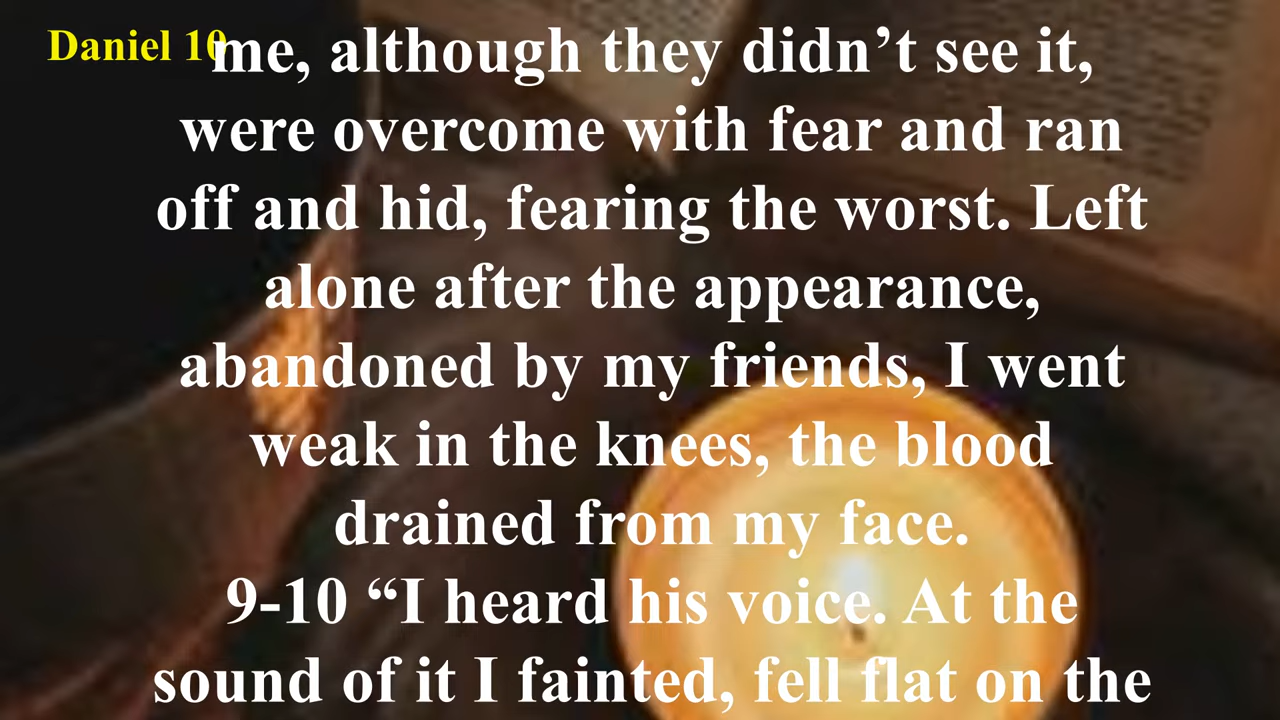 Daniel 10
me, although they didn’t see it,
were overcome with fear and ran
off and hid, fearing the worst. Left
alone after the appearance,
abandoned by my friends, I went
weak in the knees, the blood
drained from my face.
9-10 “I heard his voice. At the
sound of it I fainted, fell flat on the